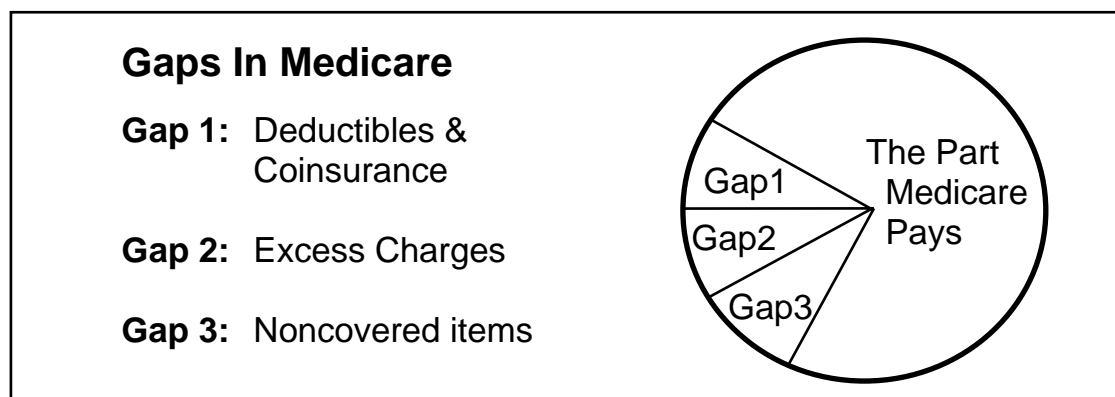 Gaps In Medicare
Gap 1: Deductibles &
Coinsurance
Gap 2: Excess Charges
Gap 3: Noncovered items
The Part
Medicare
Pays
Gap1
Gap2
Gap3